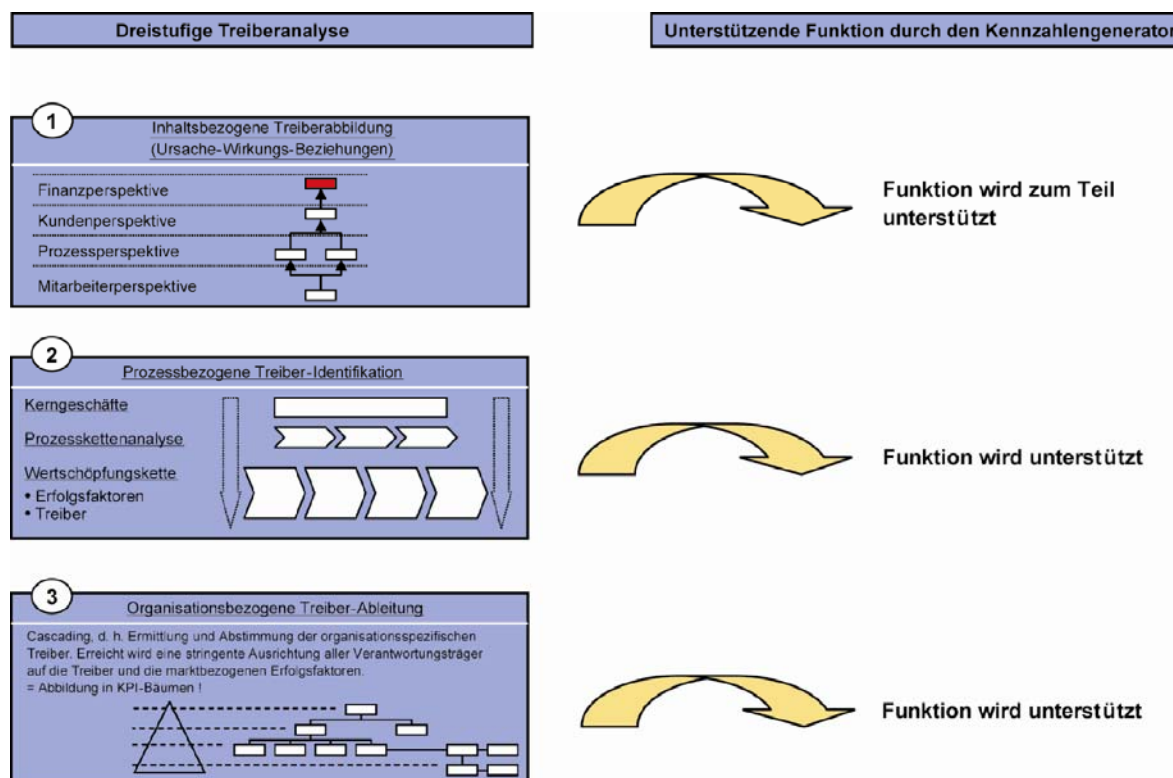 Dreistufige Treiberanalyse
Unterstützende Funktion durch den Kennzahlengenerator
1
Inhaltsbezogene Treiberabbildung
(Ursache-Wirkungs-Beziehungen)
Finanzperspektive
Kundenperspektive
Prozessperspektive
Mitarbeiterperspektive
Funktion wird zum Teil
unterstützt
2
Prozessbezogene Treiber-Identifikation
Kerngeschäfte
Prozesskettenanalyse
Wertschöpfungskette
• Erfolgsfaktoren
• Treiber
Funktion wird unterstützt
3
Organisationsbezogene Treiber-Ableitung
Cascading, d. h. Ermittlung und Abstimmung der organisationsspezifischen
Treiber. Erreicht wird eine stringente Ausrichtung aller Verantwortungsträger
auf die Treiber und die marktbezogenen Erfolgsfaktoren.
= Abbildung in KPI-Bäumen !
Funktion wird unterstützt